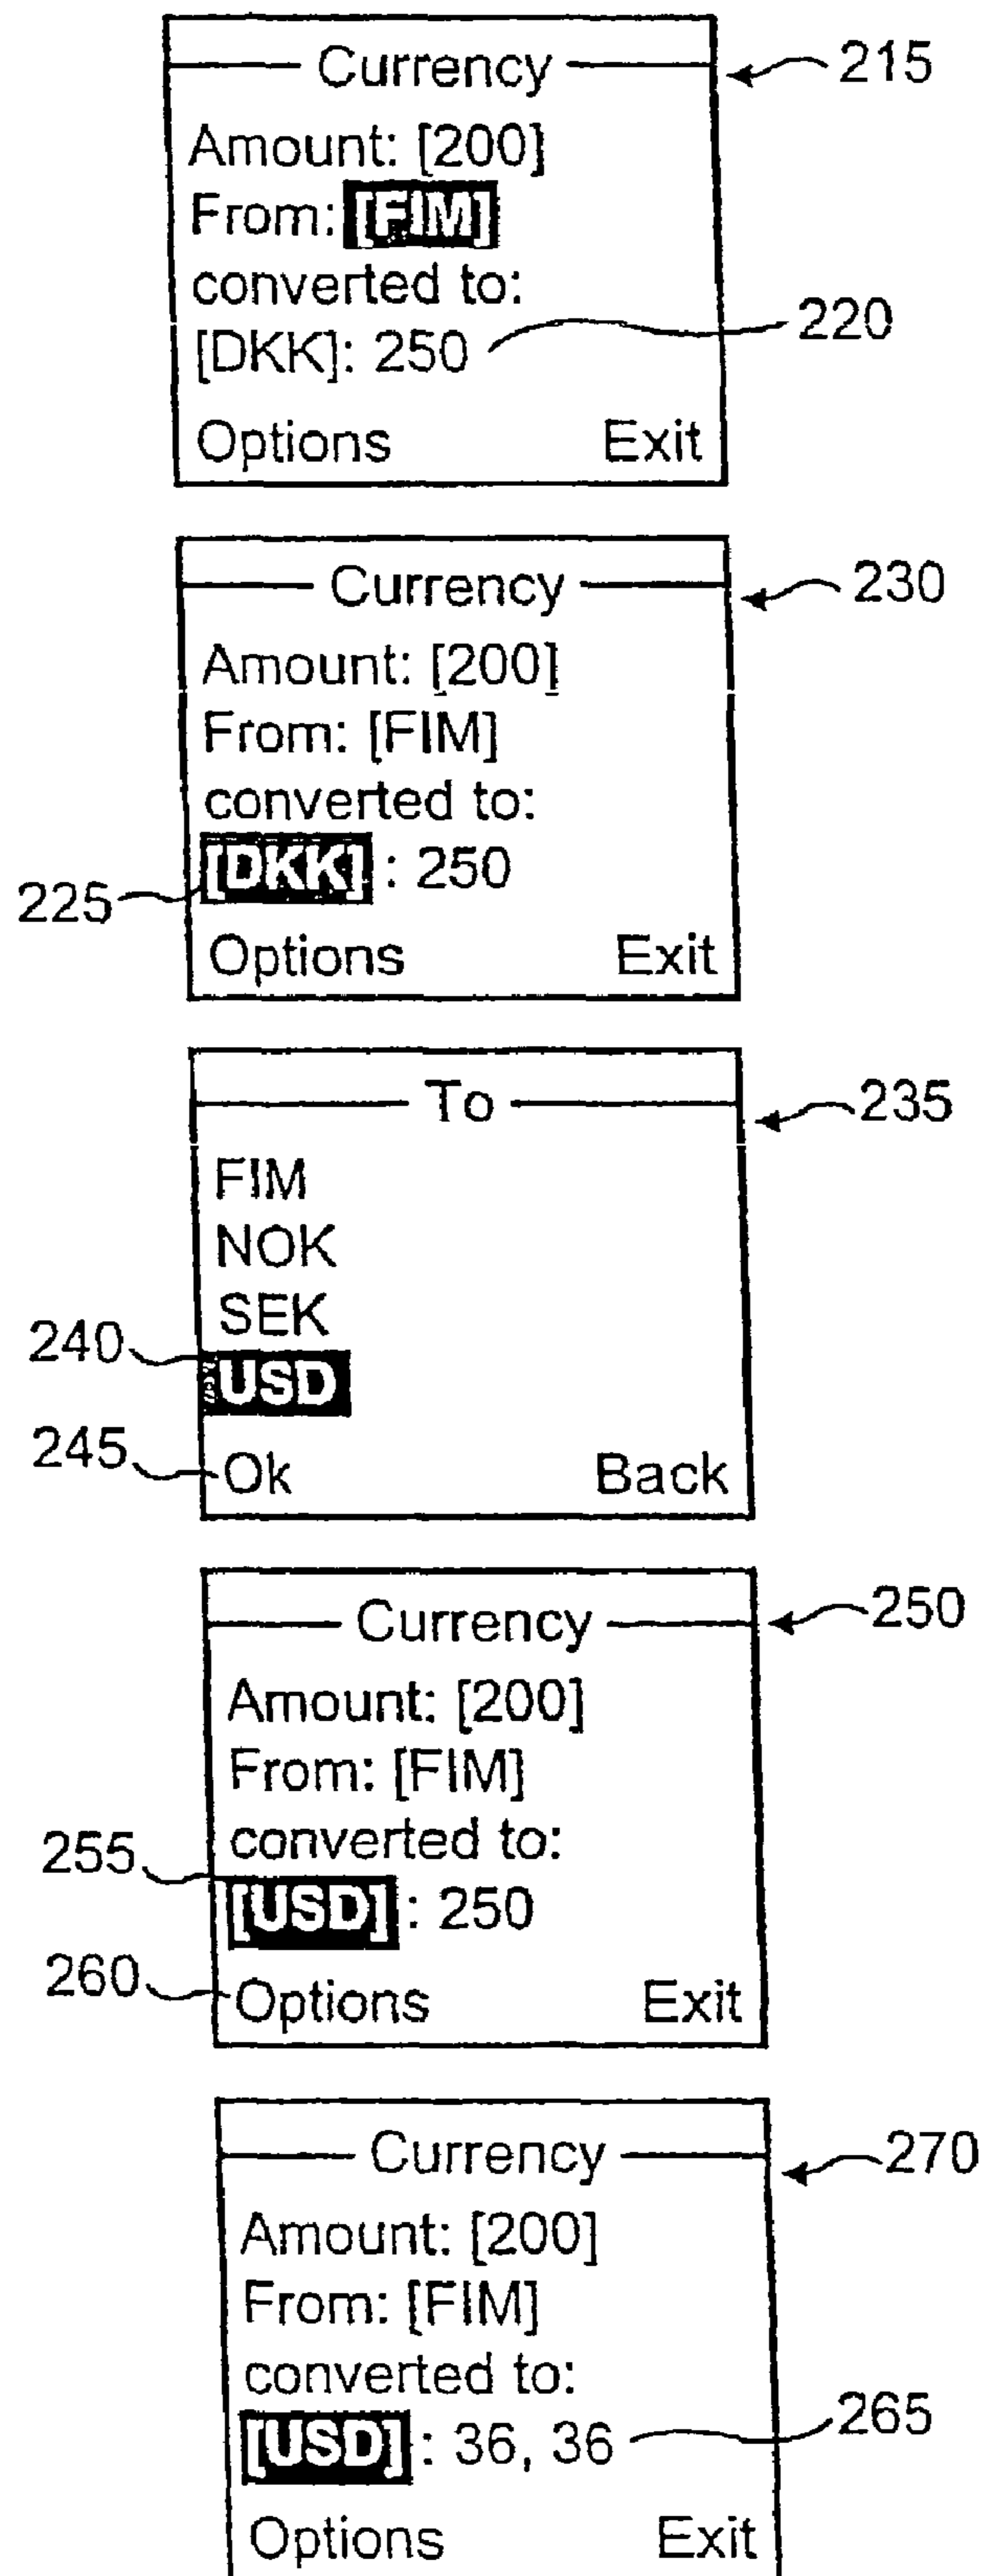 Currency
215
Amount: [200]
From: [FIM]
converted to:
[DKK]: 250
220
Options Exit
Currency
230
Amount: [200]
From: [FIM]
converted to:
[DKK] : 250
225
Options Exit
To
235
FIM
NOK
SEK
240
USD
245
Ok Back
Currency
250
Amount: [200]
From: [FIM]
converted to:
255
[USD] : 250
260
Options Exit
Currency
270
Amount: [200]
From: [FIM]
converted to:
[USD] : 36, 36
265
Options Exit